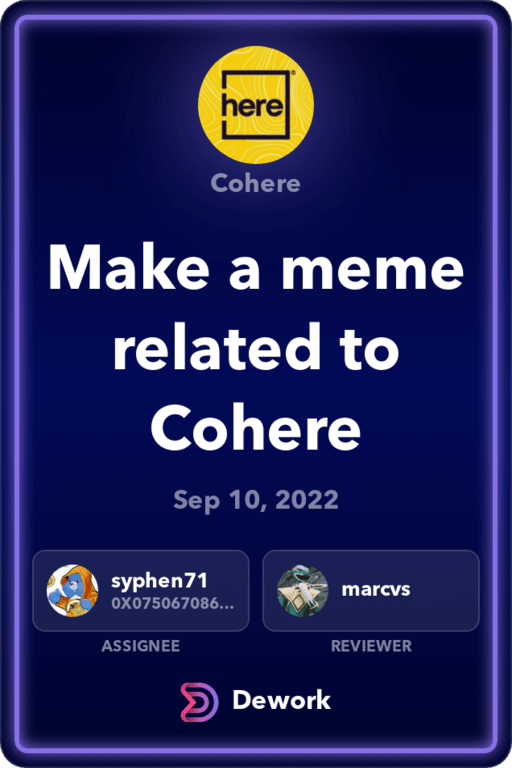 here
Cohere
Make a meme
related to
Cohere
Sep 10, 2022
syphen71
0X075067086...
marcvs
ASSIGNEE
REVIEWER
Dework